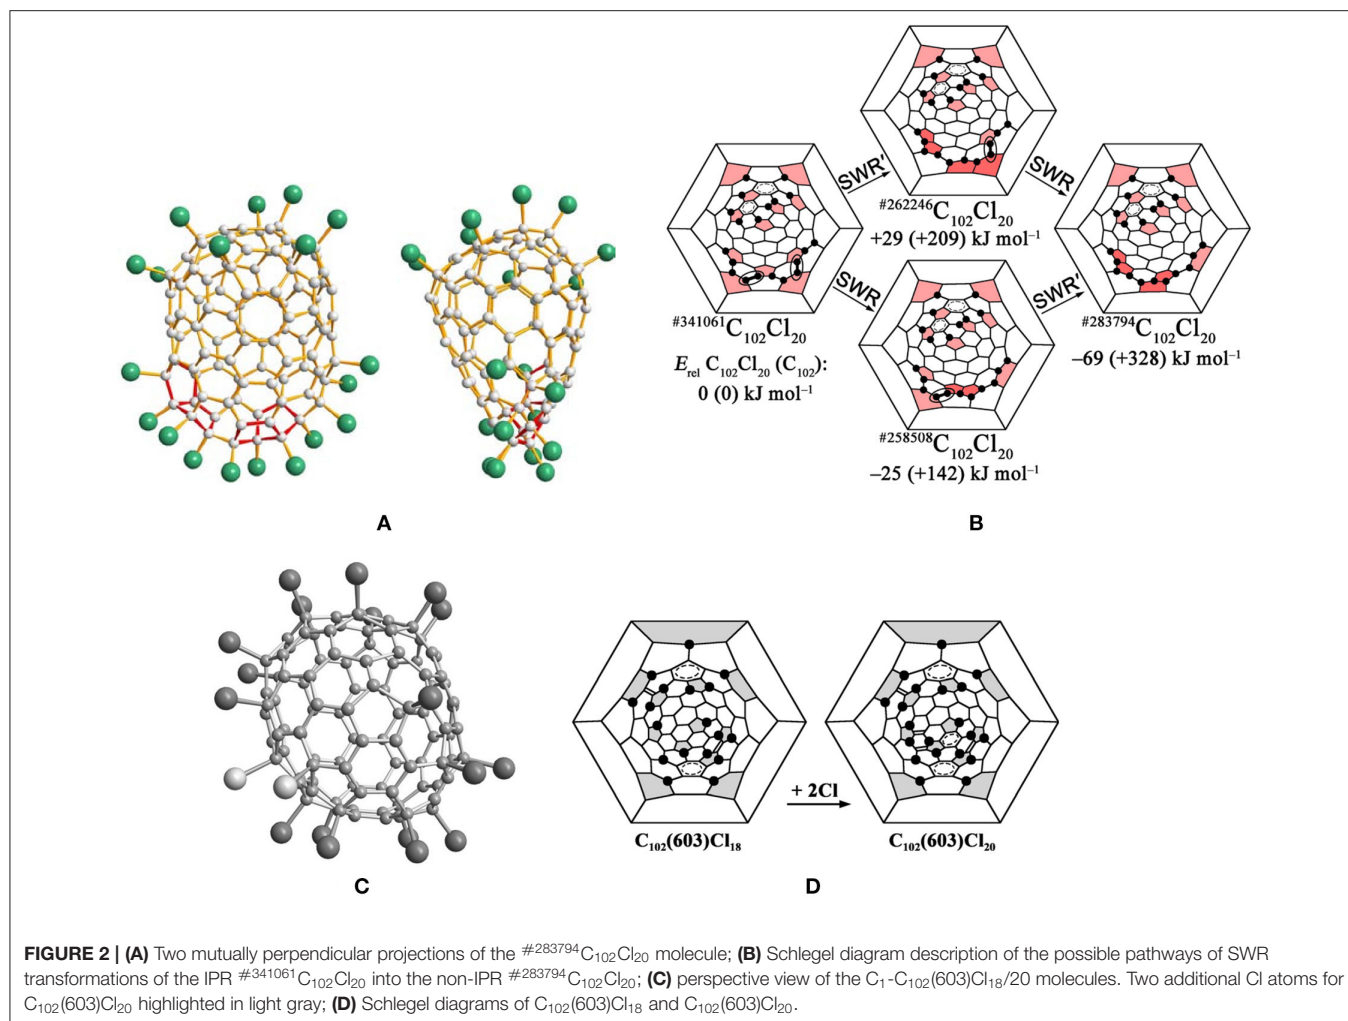 SWR'
SWR
#262246C₁₀₂Cl₂₀
+29 (+209) kJ mol⁻¹
#341061C₁₀₂Cl₂₀
Erel C₁₀₂Cl₂₀ (C₁₀₂):
0 (0) kJ mol⁻¹
SWR
SWR'
#283794C₁₀₂Cl₂₀
–69 (+328) kJ mol⁻¹
#258508C₁₀₂Cl₂₀
–25 (+142) kJ mol⁻¹
A
B
+ 2Cl
C₁₀₂(603)Cl₁₈
C₁₀₂(603)Cl₂₀
C
D
FIGURE 2 | (A) Two mutually perpendicular projections of the #283794C₁₀₂Cl₂₀ molecule; (B) Schlegel diagram description of the possible pathways of SWR
transformations of the IPR #341061C₁₀₂Cl₂₀ into the non-IPR #283794C₁₀₂Cl₂₀; (C) perspective view of the C₁-C₁₀₂(603)Cl₁₈/20 molecules. Two additional Cl atoms for
C₁₀₂(603)Cl₂₀ highlighted in light gray; (D) Schlegel diagrams of C₁₀₂(603)Cl₁₈ and C₁₀₂(603)Cl₂₀.